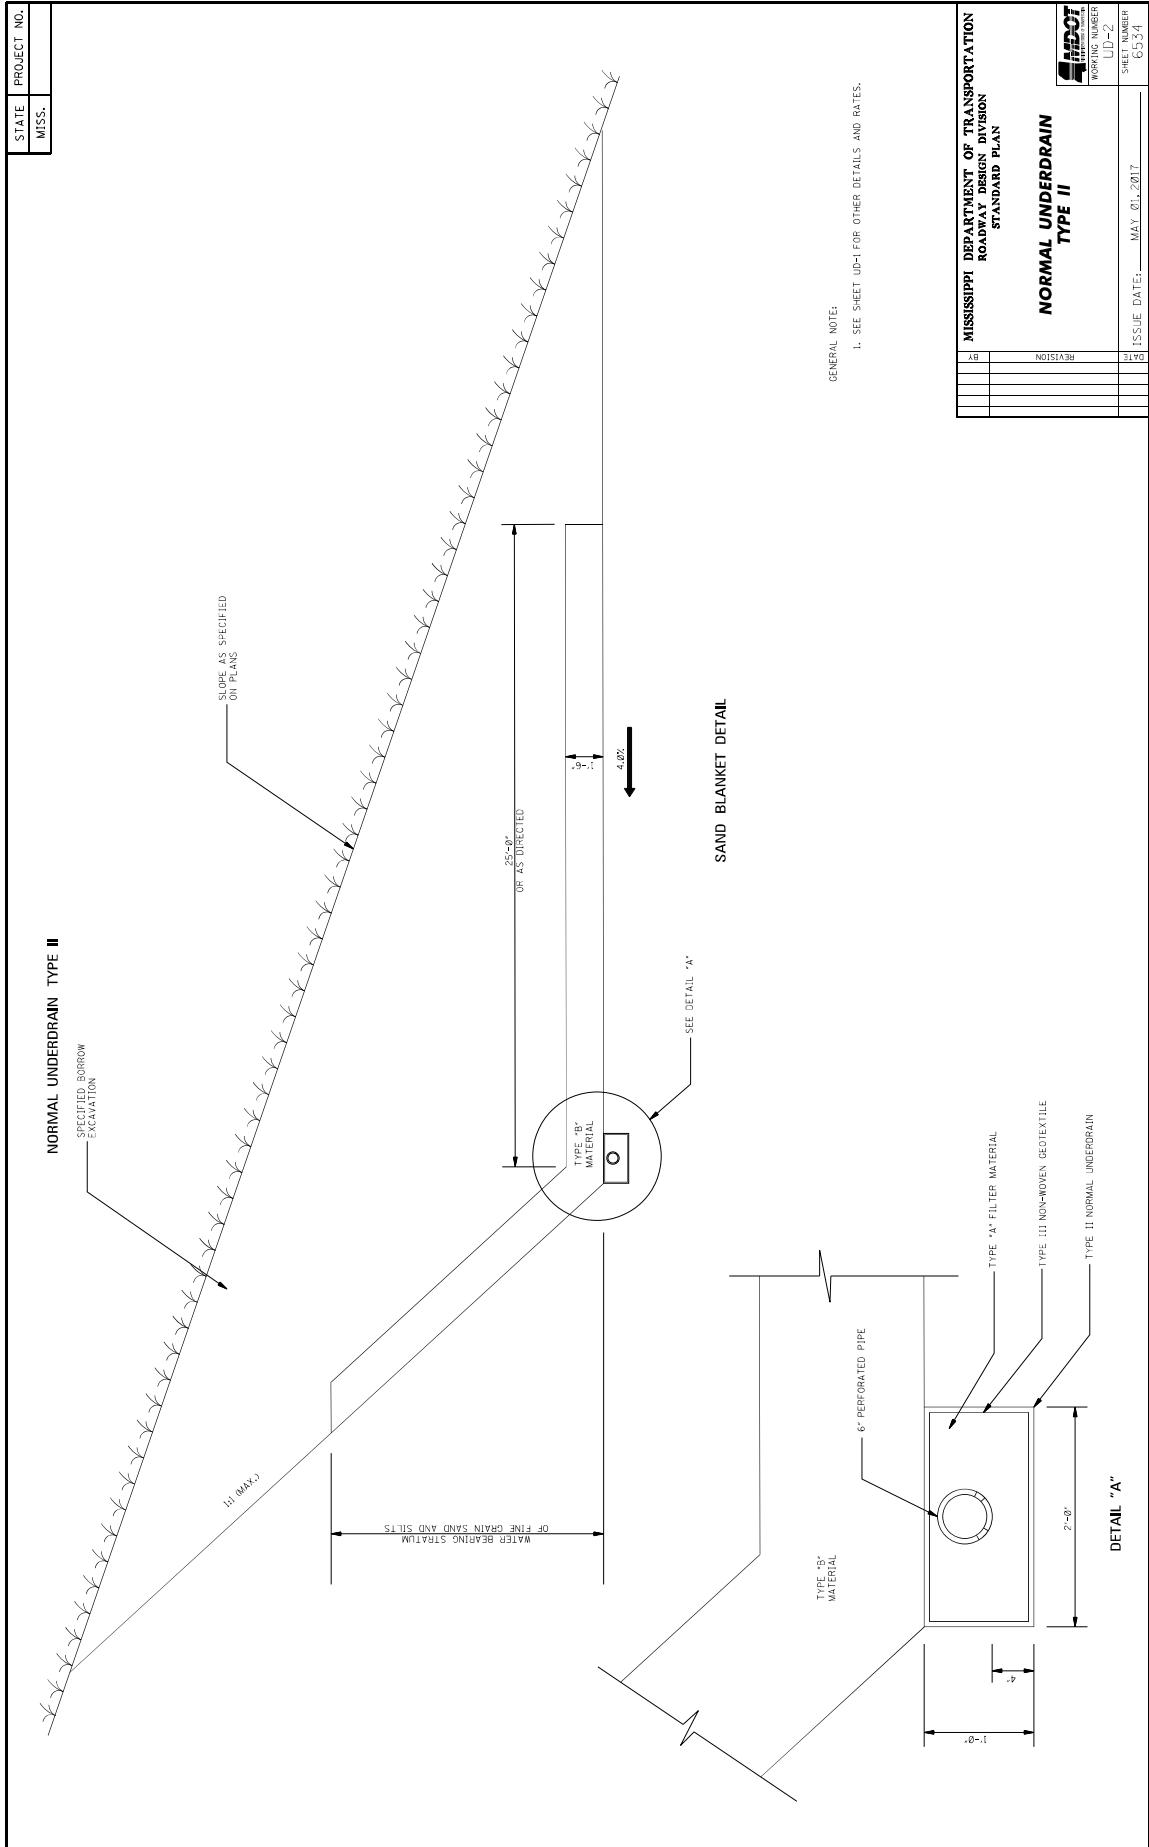 STATE
PROJECT NO.
MISS.
NORMAL UNDERDRAIN TYPE II
SPECIFIED BORROW
EXCAVATION
SLOPE AS SPECIFIED
ON PLANS
1:1 (MAX.)
WATER BEARING STRATUM
OF FINE GRAIN SAND AND SILTS
25'-0"
OR AS DIRECTED
1'-6"
4.0%
TYPE "B"
MATERIAL
SEE DETAIL "A"
SAND BLANKET DETAIL
TYPE "B"
MATERIAL
6" PERFORATED PIPE
TYPE "A" FILTER MATERIAL
TYPE III NON-WOVEN GEOTEXTILE
TYPE II NORMAL UNDERDRAIN
1'-0"
4"
2'-0"
DETAIL "A"
GENERAL NOTE:
1. SEE SHEET UD-1 FOR OTHER DETAILS AND RATES.
BY
REVISION
DATE
MISSISSIPPI DEPARTMENT OF TRANSPORTATION
ROADWAY DESIGN DIVISION
STANDARD PLAN
NORMAL UNDERDRAIN
TYPE II
ISSUE DATE: MAY 01, 2017
MDOT
WORKING NUMBER
UD-2
SHEET NUMBER
6534